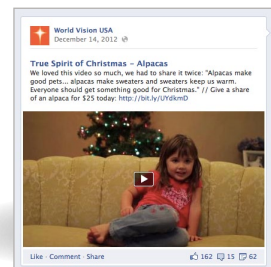 World Vision USA
December 14, 2012
True Spirit of Christmas – Alpacas
We loved this video so much, we had to share it twice: "Alpacas make
good pets... alpacas make sweaters and sweaters keep us warm.
Everyone should get something good for Christmas." // Give a share
of an alpaca for $25 today: http://bit.ly/UYdkmD
Like · Comment · Share 162 15 62